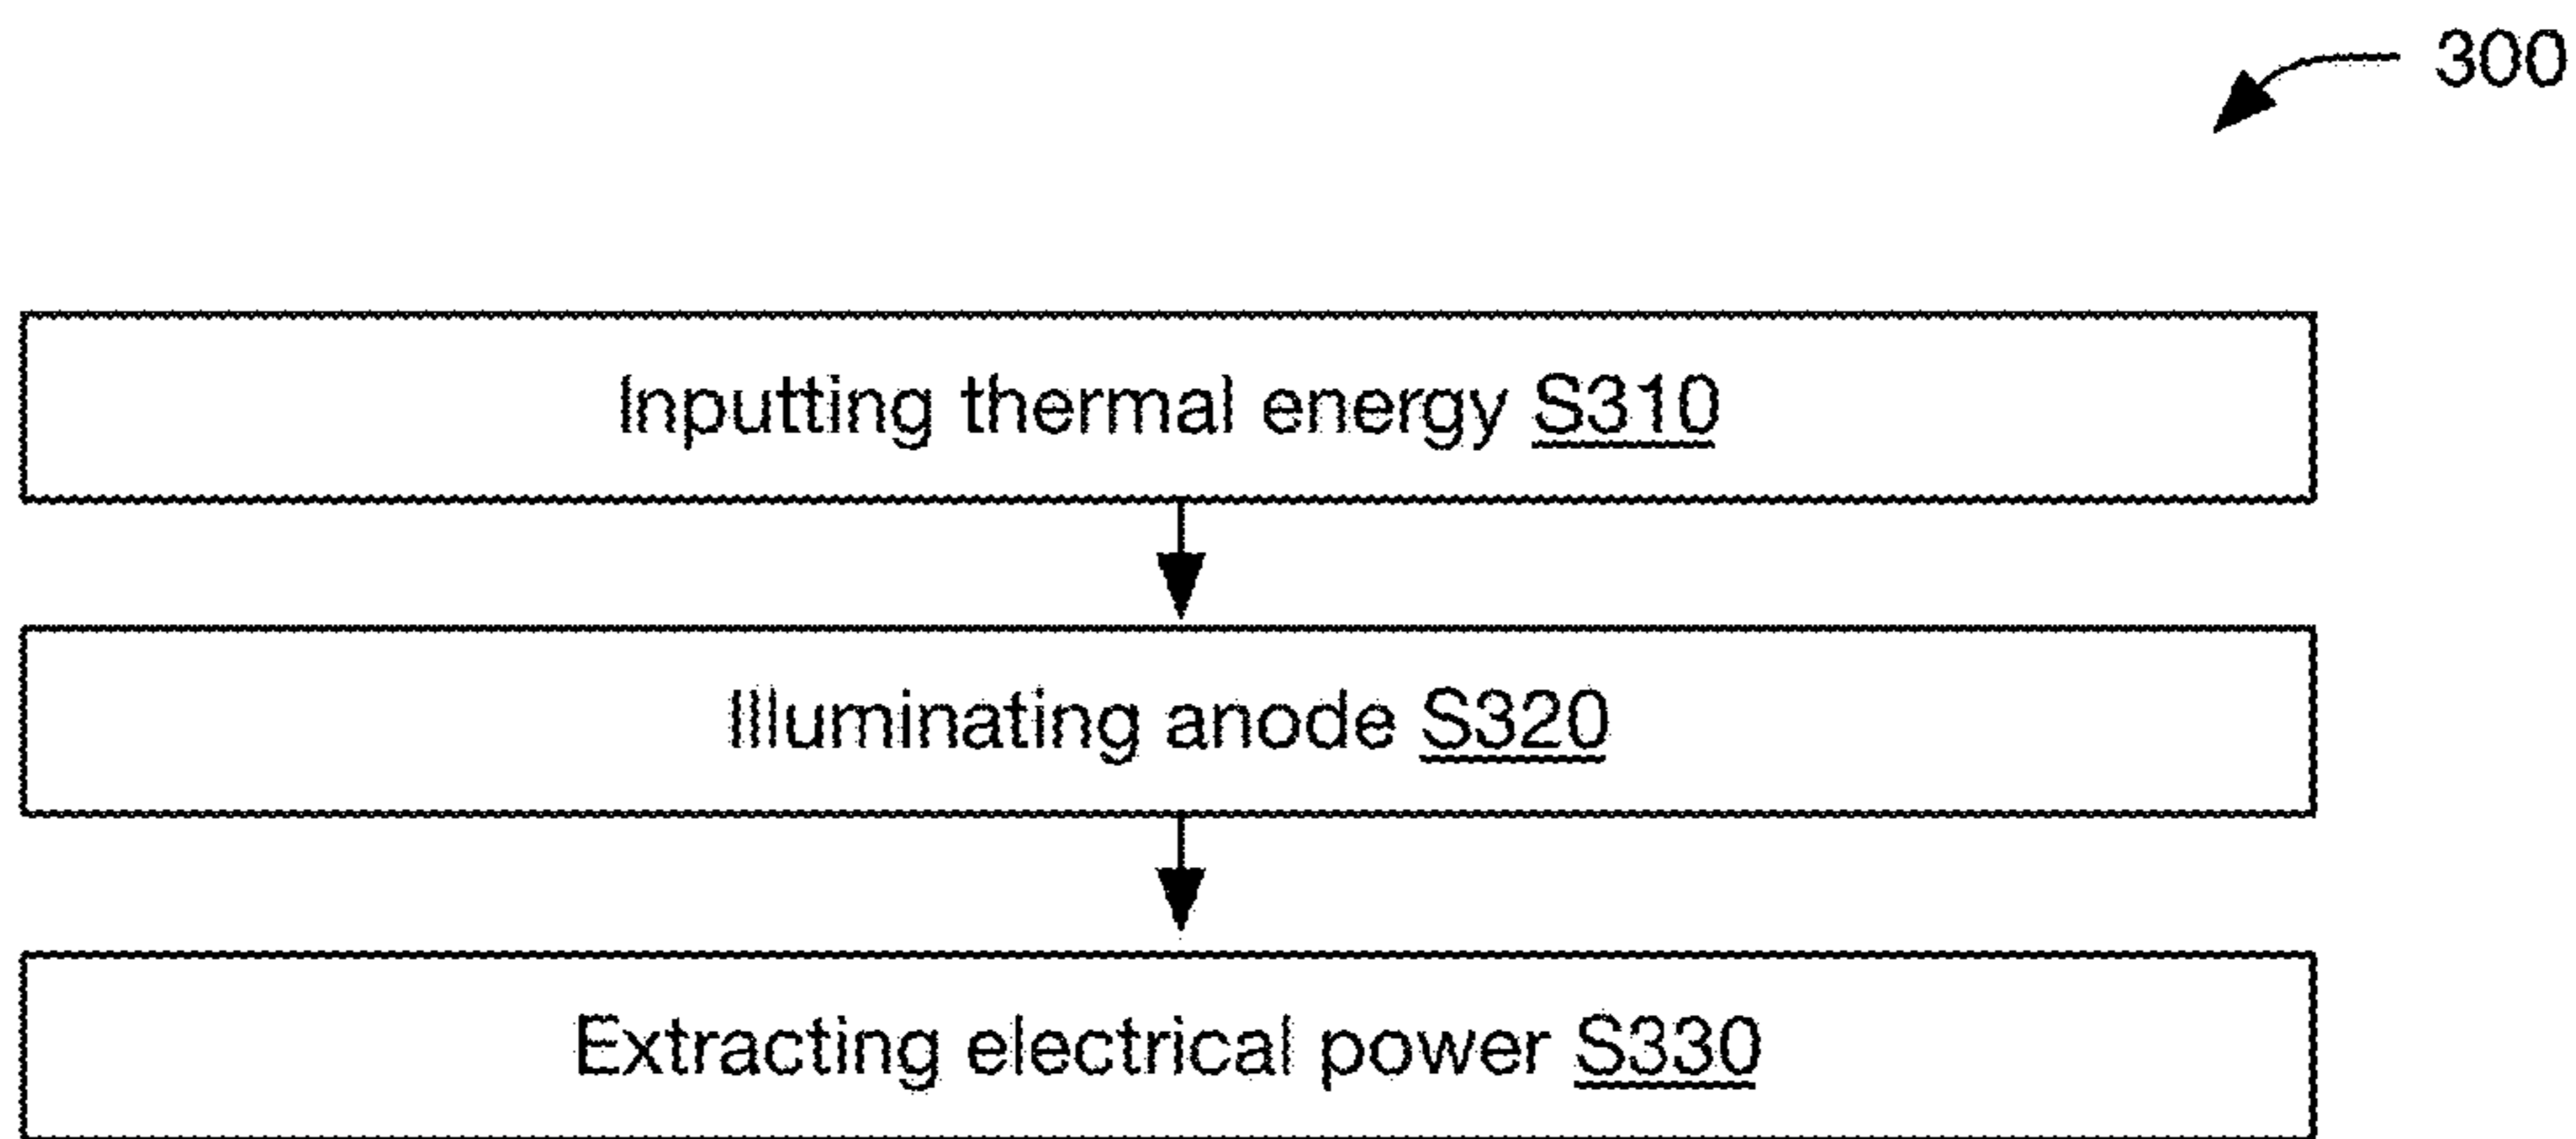 300
Inputting thermal energy S310
Illuminating anode S320
Extracting electrical power S330